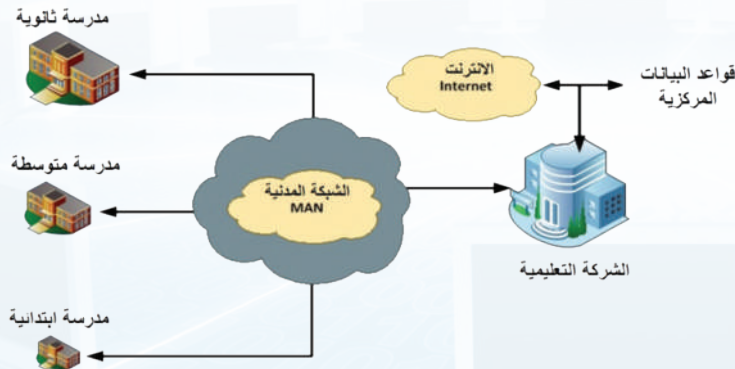 مدرسة ثانوية
الانترنت
Internet
قواعد البيانات
المركزية
مدرسة متوسطة
الشبكة المدنية
MAN
الشركة التعليمية
مدرسة ابتدائية